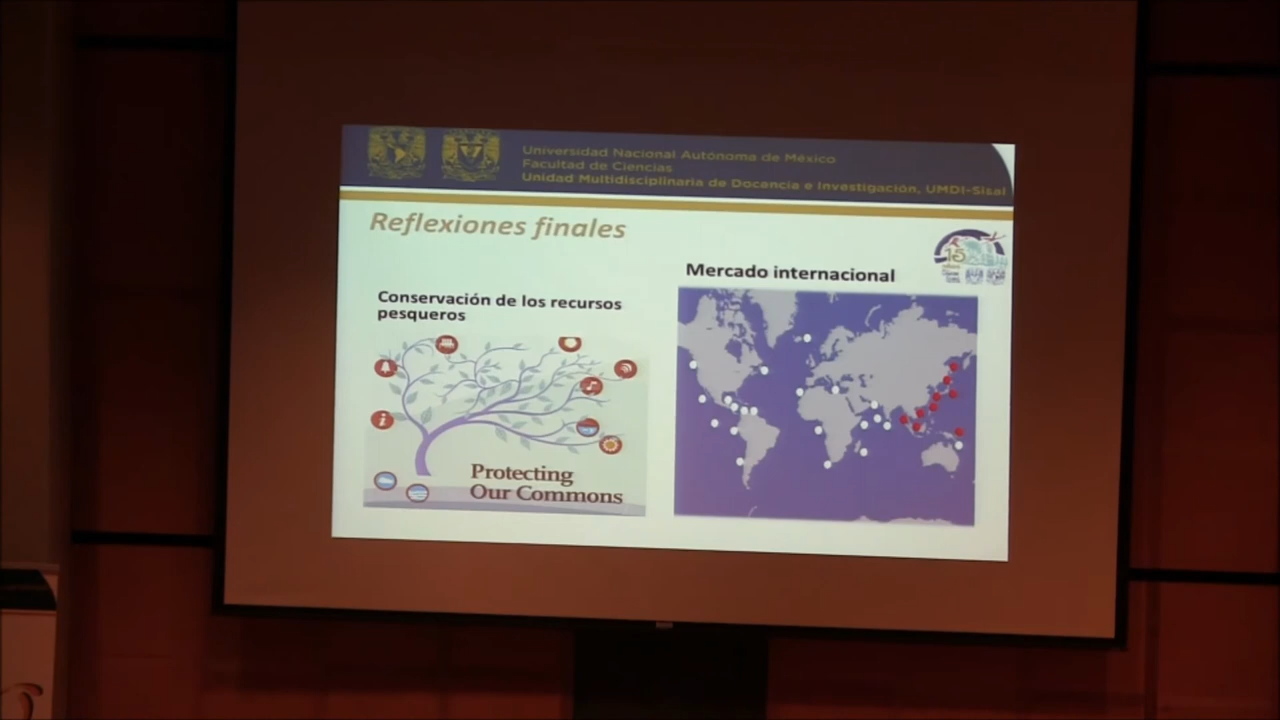 Universidad Nacional Autónoma de México
Facultad de Ciencias
Unidad Multidisciplinaria de Docencia e Investigación, UMDI-Sisal
Reflexiones finales
15
Mercado internacional
Conservación de los recursos
pesqueros
Protecting
Our Commons